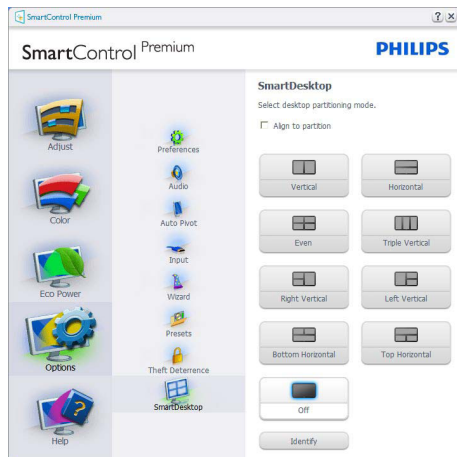 SmartControl Premium
SmartControl Premium
PHILIPS
Adjust
Color
Eco Power
Options
Help
Preferences
Audio
Auto Pivot
Input
Wizard
Presets
Theft Deterrence
SmartDesktop
SmartDesktop
Select desktop partitioning mode.
Align to partition
Vertical
Horizontal
Even
Triple Vertical
Right Vertical
Left Vertical
Bottom Horizontal
Top Horizontal
Off
Identify